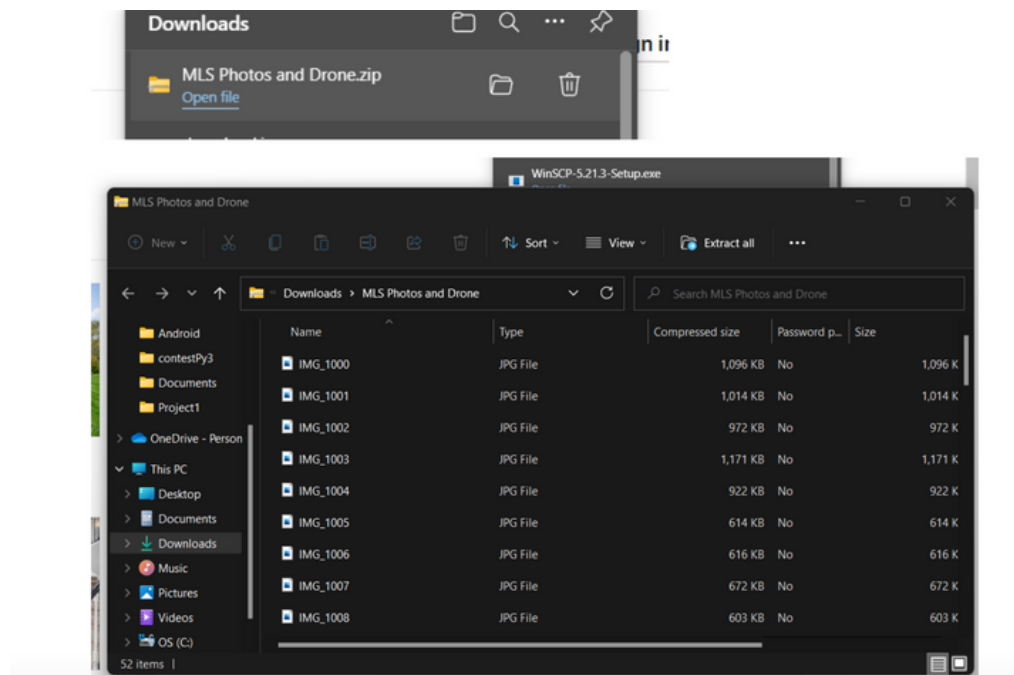 Downloads
MLS Photos and Drone.zip
Open file
WinSCP-5.21.3-Setup.exe
MLS Photos and Drone
New
Sort
View
Extract all
Downloads > MLS Photos and Drone
Search MLS Photos and Drone
Name Type Compressed size Password p... Size
IMG_1000 JPG File 1,096 KB No 1,096 K
IMG_1001 JPG File 1,014 KB No 1,014 K
IMG_1002 JPG File 972 KB No 972 K
IMG_1003 JPG File 1,171 KB No 1,171 K
IMG_1004 JPG File 922 KB No 922 K
IMG_1005 JPG File 614 KB No 614 K
IMG_1006 JPG File 616 KB No 616 K
IMG_1007 JPG File 672 KB No 672 K
IMG_1008 JPG File 603 KB No 603 K
Android
contestPy3
Documents
Project1
OneDrive - Person
This PC
Desktop
Documents
Downloads
Music
Pictures
Videos
OS (C:)
52 items